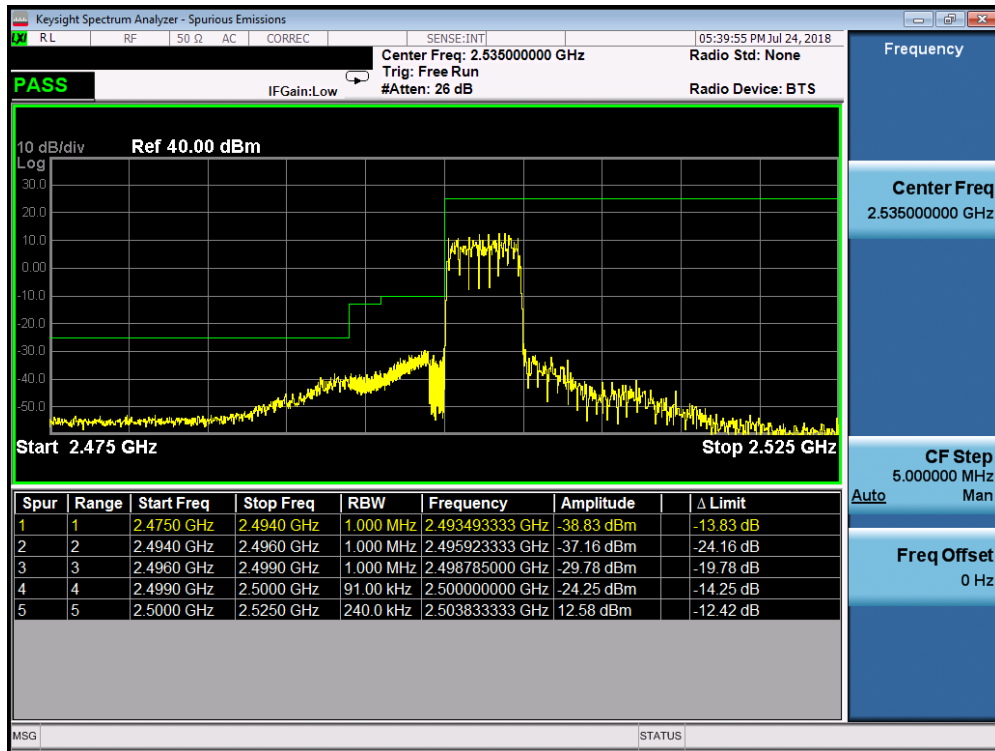 Keysight Spectrum Analyzer - Spurious Emissions
LXI RL RF 50 Ω AC CORREC SENSE:INT 05:39:55 PM Jul 24, 2018
Center Freq: 2.535000000 GHz Radio Std: None
Trig: Free Run
PASS IFGain:Low #Atten: 26 dB Radio Device: BTS
10 dB/div Ref 40.00 dBm
Log
30.0
20.0
10.0
0.00
-10.0
-20.0
-30.0
-40.0
-50.0
Start 2.475 GHz Stop 2.525 GHz
Spur Range Start Freq Stop Freq RBW Frequency Amplitude Δ Limit
1 1 2.4750 GHz 2.4940 GHz 1.000 MHz 2.493493333 GHz -38.83 dBm -13.83 dB
2 2 2.4940 GHz 2.4960 GHz 1.000 MHz 2.495923333 GHz -37.16 dBm -24.16 dB
3 3 2.4960 GHz 2.4990 GHz 1.000 MHz 2.498785000 GHz -29.78 dBm -19.78 dB
4 4 2.4990 GHz 2.5000 GHz 91.00 kHz 2.500000000 GHz -24.25 dBm -14.25 dB
5 5 2.5000 GHz 2.5250 GHz 240.0 kHz 2.503833333 GHz 12.58 dBm -12.42 dB
MSG STATUS
Frequency
Center Freq
2.535000000 GHz
CF Step
5.000000 MHz
Auto Man
Freq Offset
0 Hz